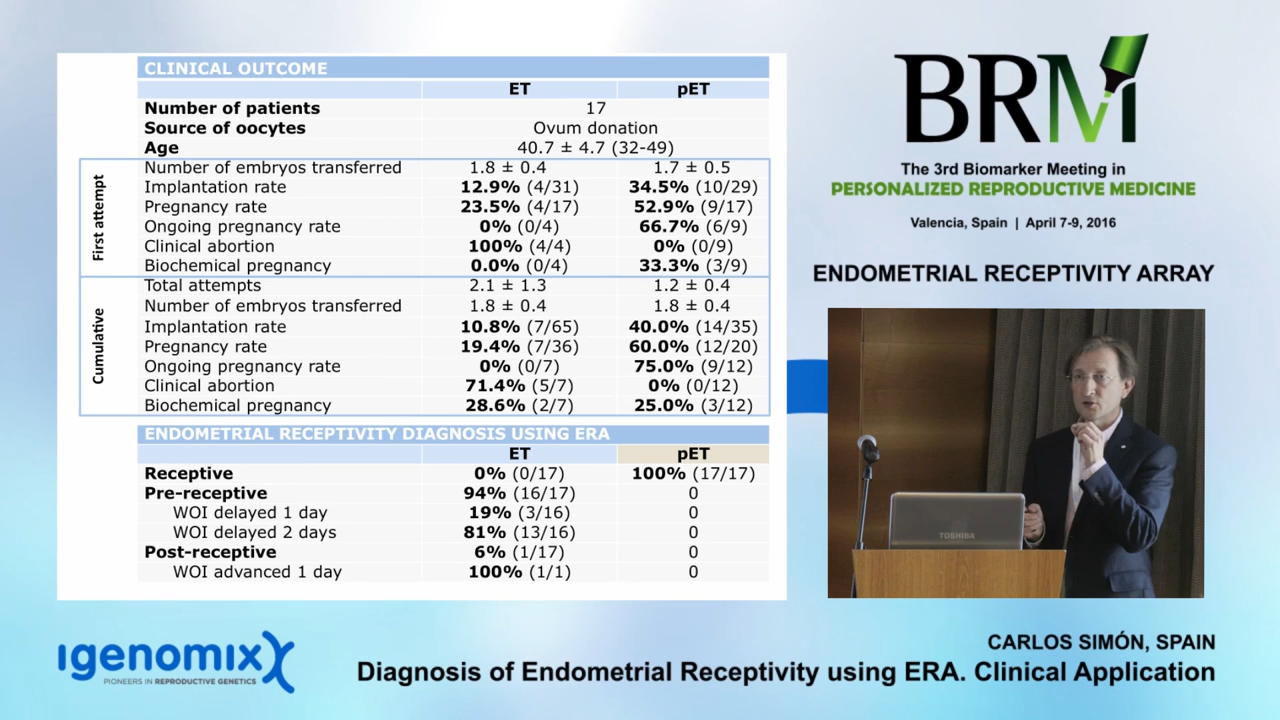 CLINICAL OUTCOME
ET pET
Number of patients 17
Source of oocytes Ovum donation
Age 40.7 ± 4.7 (32-49)
First attempt
Number of embryos transferred 1.8 ± 0.4 1.7 ± 0.5
Implantation rate 12.9% (4/31) 34.5% (10/29)
Pregnancy rate 23.5% (4/17) 52.9% (9/17)
Ongoing pregnancy rate 0% (0/4) 66.7% (6/9)
Clinical abortion 100% (4/4) 0% (0/9)
Biochemical pregnancy 0.0% (0/4) 33.3% (3/9)
Cumulative
Total attempts 2.1 ± 1.3 1.2 ± 0.4
Number of embryos transferred 1.8 ± 0.4 1.8 ± 0.4
Implantation rate 10.8% (7/65) 40.0% (14/35)
Pregnancy rate 19.4% (7/36) 60.0% (12/20)
Ongoing pregnancy rate 0% (0/7) 75.0% (9/12)
Clinical abortion 71.4% (5/7) 0% (0/12)
Biochemical pregnancy 28.6% (2/7) 25.0% (3/12)
ENDOMETRIAL RECEPTIVITY DIAGNOSIS USING ERA
ET pET
Receptive 0% (0/17) 100% (17/17)
Pre-receptive 94% (16/17) 0
WOI delayed 1 day 19% (3/16) 0
WOI delayed 2 days 81% (13/16) 0
Post-receptive 6% (1/17) 0
WOI advanced 1 day 100% (1/1) 0
BRM
The 3rd Biomarker Meeting in
PERSONALIZED REPRODUCTIVE MEDICINE
Valencia, Spain | April 7-9, 2016
ENDOMETRIAL RECEPTIVITY ARRAY
TOSHIBA
igenomix
PIONEERS IN REPRODUCTIVE GENETICS
CARLOS SIMÓN, SPAIN
Diagnosis of Endometrial Receptivity using ERA. Clinical Application